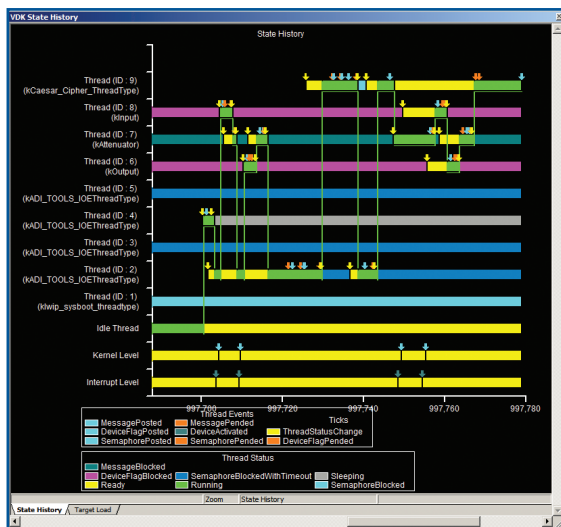 VDK State History
State History
Thread (ID : 9)
(kCaesar_Cipher_ThreadType)
Thread (ID : 8)
(kInput)
Thread (ID : 7)
(kAttenuator)
Thread (ID : 6)
(kOutput)
Thread (ID : 5)
(kADI_TOOLS_IOEThreadType)
Thread (ID : 4)
(kADI_TOOLS_IOEThreadType)
Thread (ID : 3)
(kADI_TOOLS_IOEThreadType)
Thread (ID : 2)
(kADI_TOOLS_IOEThreadType)
Thread (ID : 1)
(klwip_sysboot_threadtype)
Idle Thread
Kernel Level
Interrupt Level
997,700 997,720 997,740 997,760 997,780
Thread Events Ticks
MessagePosted MessagePended
DeviceFlagPosted DeviceActivated ThreadStatusChange
SemaphorePosted SemaphorePended DeviceFlagPended
Thread Status
MessageBlocked
DeviceFlagBlocked SemaphoreBlockedWithTimeout Sleeping
Ready Running SemaphoreBlocked
Zoom State History
State History Target Load